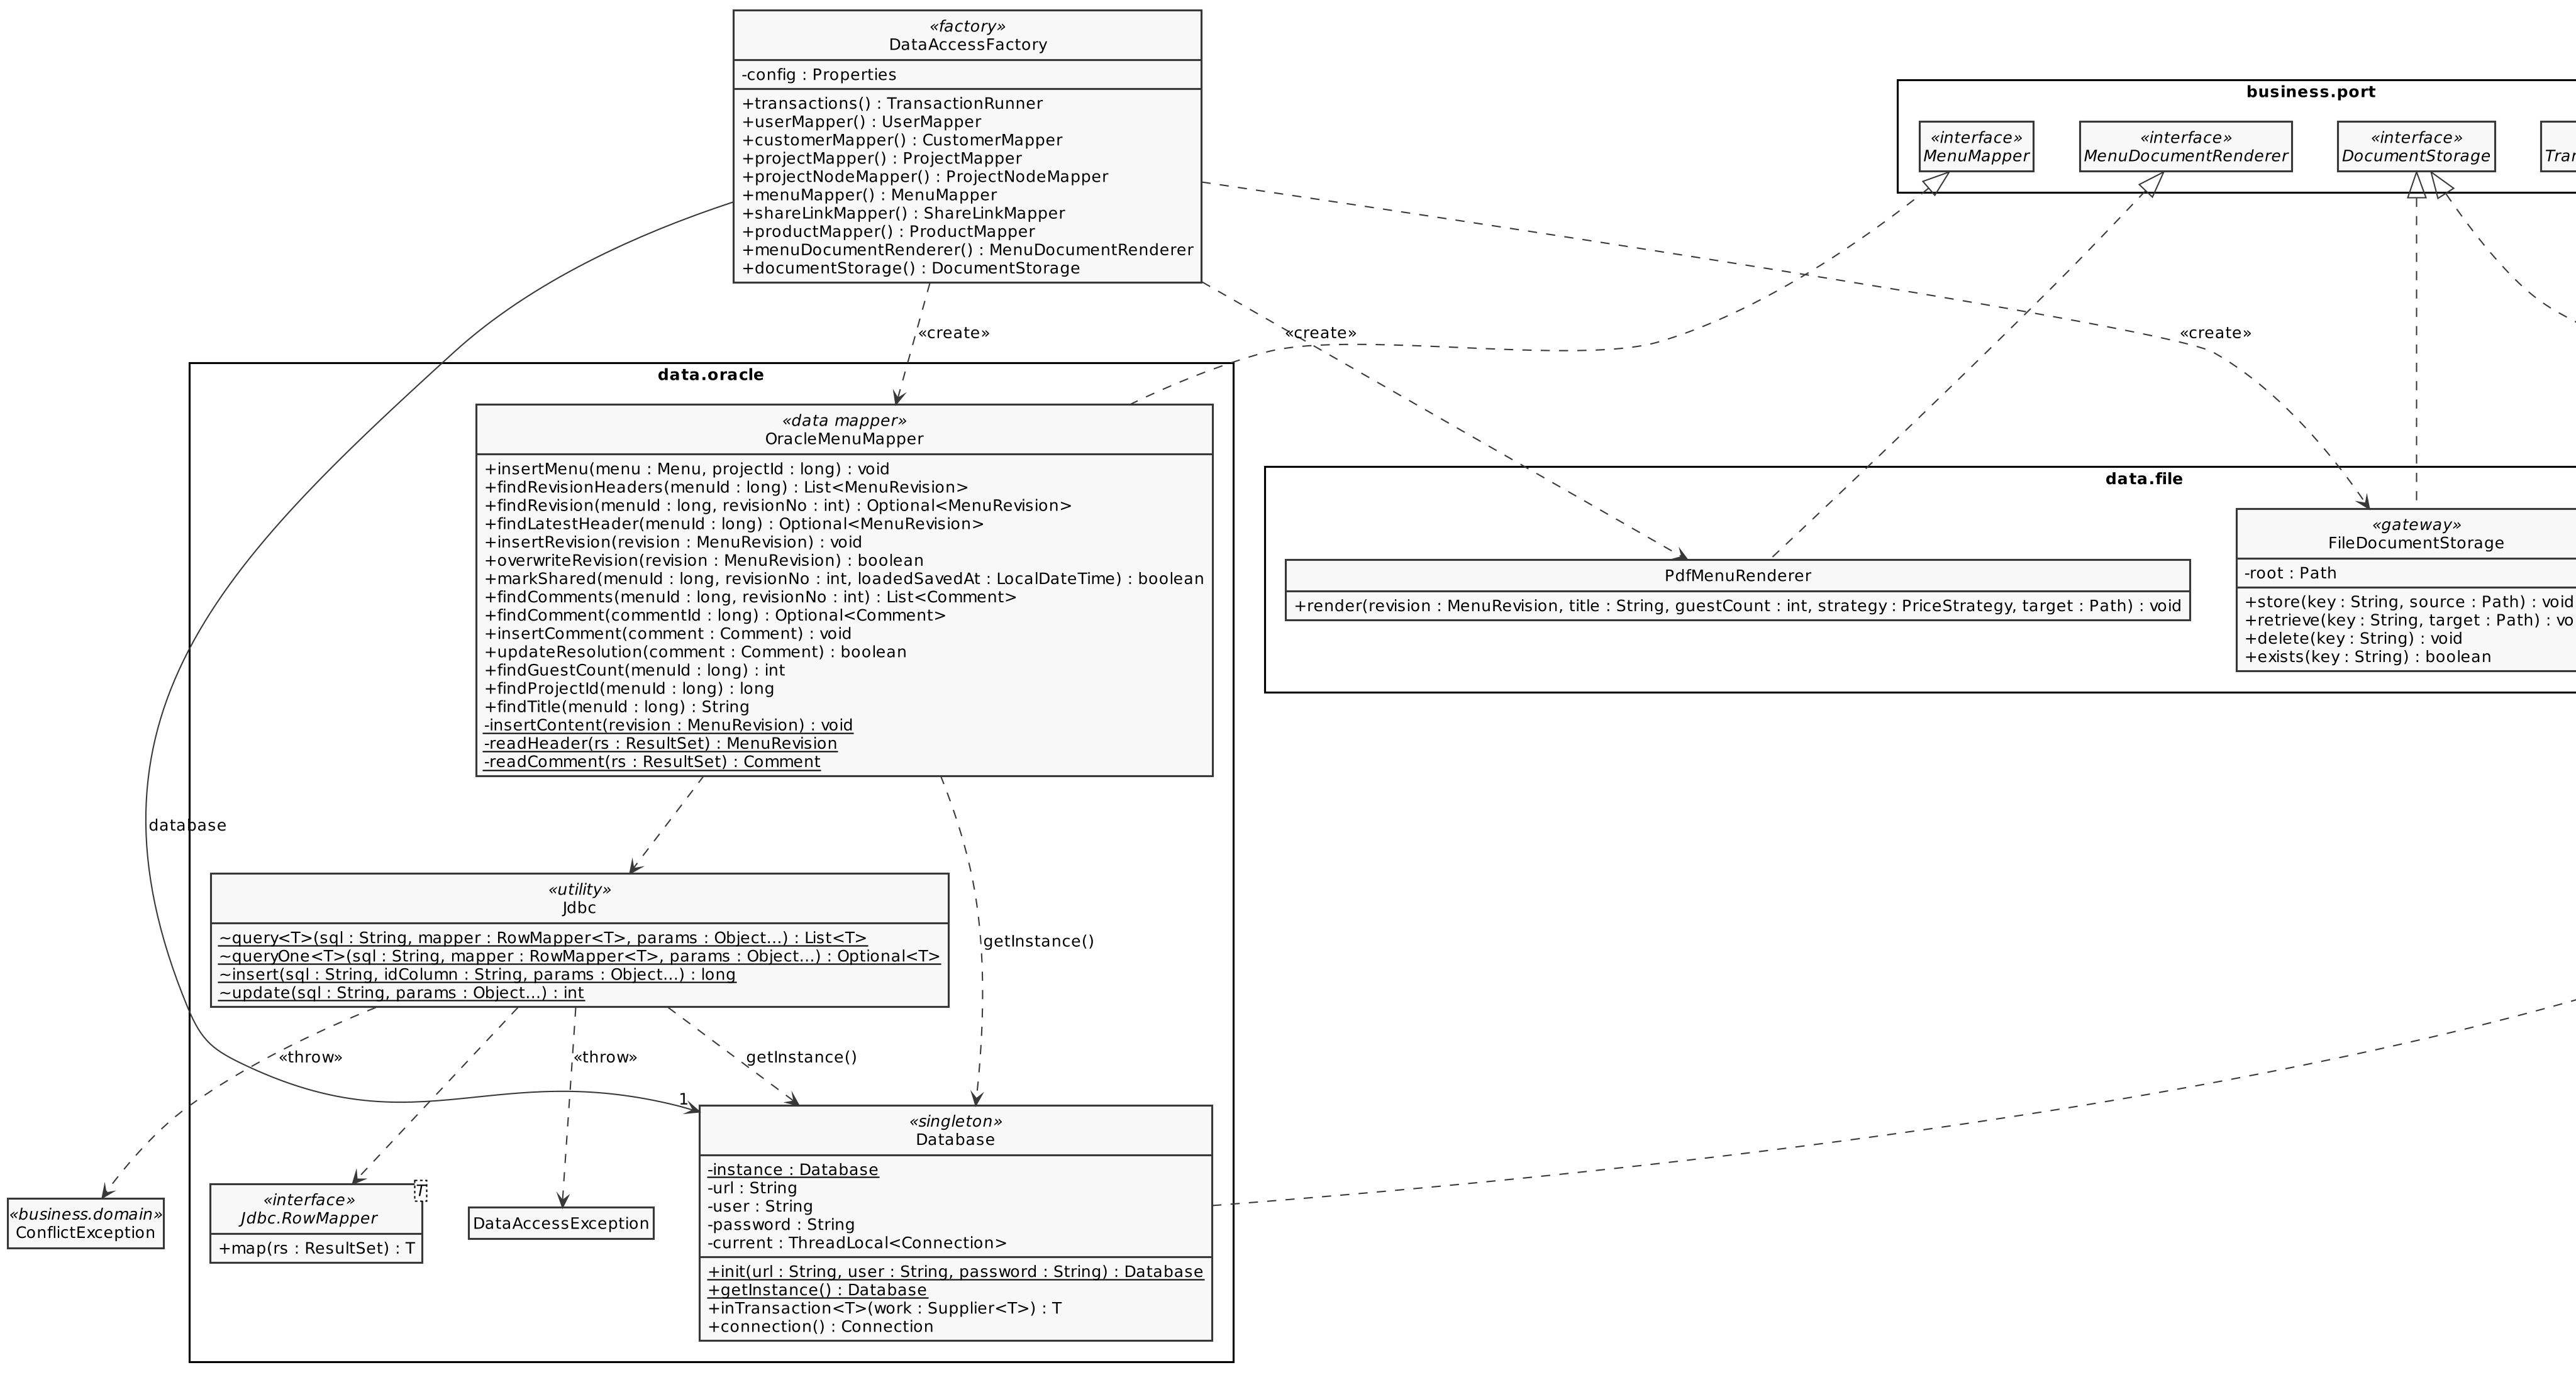 «factory»
DataAccessFactory
-config : Properties
+transactions() : TransactionRunner
+userMapper() : UserMapper
+customerMapper() : CustomerMapper
+projectMapper() : ProjectMapper
+projectNodeMapper() : ProjectNodeMapper
+menuMapper() : MenuMapper
+shareLinkMapper() : ShareLinkMapper
+productMapper() : ProductMapper
+menuDocumentRenderer() : MenuDocumentRenderer
+documentStorage() : DocumentStorage
business.port
«interface»
MenuMapper
«interface»
MenuDocumentRenderer
«interface»
DocumentStorage
«create»
«create»
«create»
data.oracle
«data mapper»
OracleMenuMapper
+insertMenu(menu : Menu, projectId : long) : void
+findRevisionHeaders(menuId : long) : List<MenuRevision>
+findRevision(menuId : long, revisionNo : int) : Optional<MenuRevision>
+findLatestHeader(menuId : long) : Optional<MenuRevision>
+insertRevision(revision : MenuRevision) : void
+overwriteRevision(revision : MenuRevision) : boolean
+markShared(menuId : long, revisionNo : int, loadedSavedAt : LocalDateTime) : boolean
+findComments(menuId : long, revisionNo : int) : List<Comment>
+findComment(commentId : long) : Optional<Comment>
+insertComment(comment : Comment) : void
+updateResolution(comment : Comment) : boolean
+findGuestCount(menuId : long) : int
+findProjectId(menuId : long) : long
+findTitle(menuId : long) : String
-insertContent(revision : MenuRevision) : void
-readHeader(rs : ResultSet) : MenuRevision
-readComment(rs : ResultSet) : Comment
data.file
PdfMenuRenderer
+render(revision : MenuRevision, title : String, guestCount : int, strategy : PriceStrategy, target : Path) : void
«gateway»
FileDocumentStorage
-root : Path
+store(key : String, source : Path) : void
+retrieve(key : String, target : Path) :
+delete(key : String) : void
+exists(key : String) : boolean
database
«utility»
Jdbc
~query<T>(sql : String, mapper : RowMapper<T>, params : Object...) : List<T>
~queryOne<T>(sql : String, mapper : RowMapper<T>, params : Object...) : Optional<T>
~insert(sql : String, idColumn : String, params : Object...) : long
~update(sql : String, params : Object...) : int
getInstance()
«throw»
«throw»
getInstance()
1
«business.domain»
ConflictException
«interface»
Jdbc.RowMapper
T
+map(rs : ResultSet) : T
DataAccessException
«singleton»
Database
-instance : Database
-url : String
-user : String
-password : String
-current : ThreadLocal<Connection>
+init(url : String, user : String, password : String) : Database
+getInstance() : Database
+inTransaction<T>(work : Supplier<T>) : T
+connection() : Connection